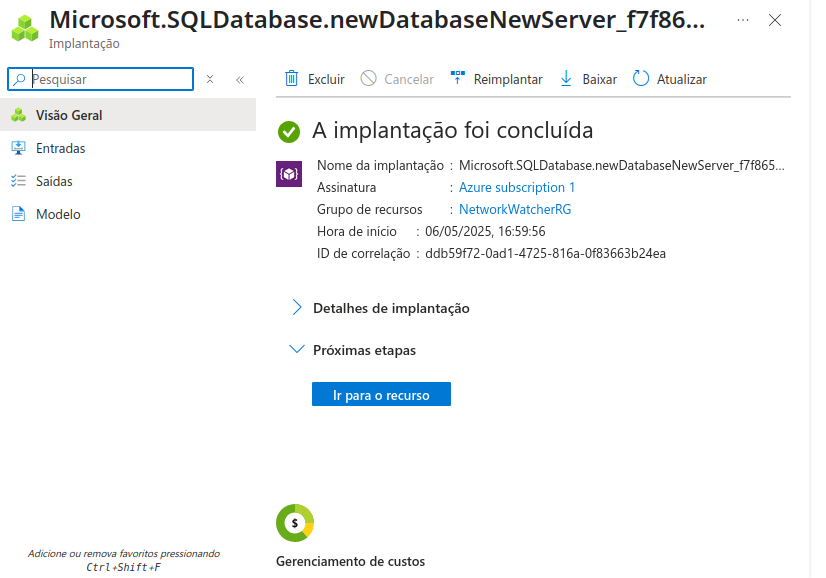 Microsoft.SQLDatabase.newDatabaseNewServer_f7f86...
Implantação
Pesquisar
Excluir Cancelar Reimplantar Baixar Atualizar
Visão Geral
Entradas
Saídas
Modelo
A implantação foi concluída
Nome da implantação : Microsoft.SQLDatabase.newDatabaseNewServer_f7f865...
Assinatura : Azure subscription 1
Grupo de recursos : NetworkWatcherRG
Hora de início : 06/05/2025, 16:59:56
ID de correlação : ddb59f72-0ad1-4725-816a-0f83663b24ea
Detalhes de implantação
Próximas etapas
Ir para o recurso
$
Gerenciamento de custos
Adicione ou remova favoritos pressionando
Ctrl+Shift+F